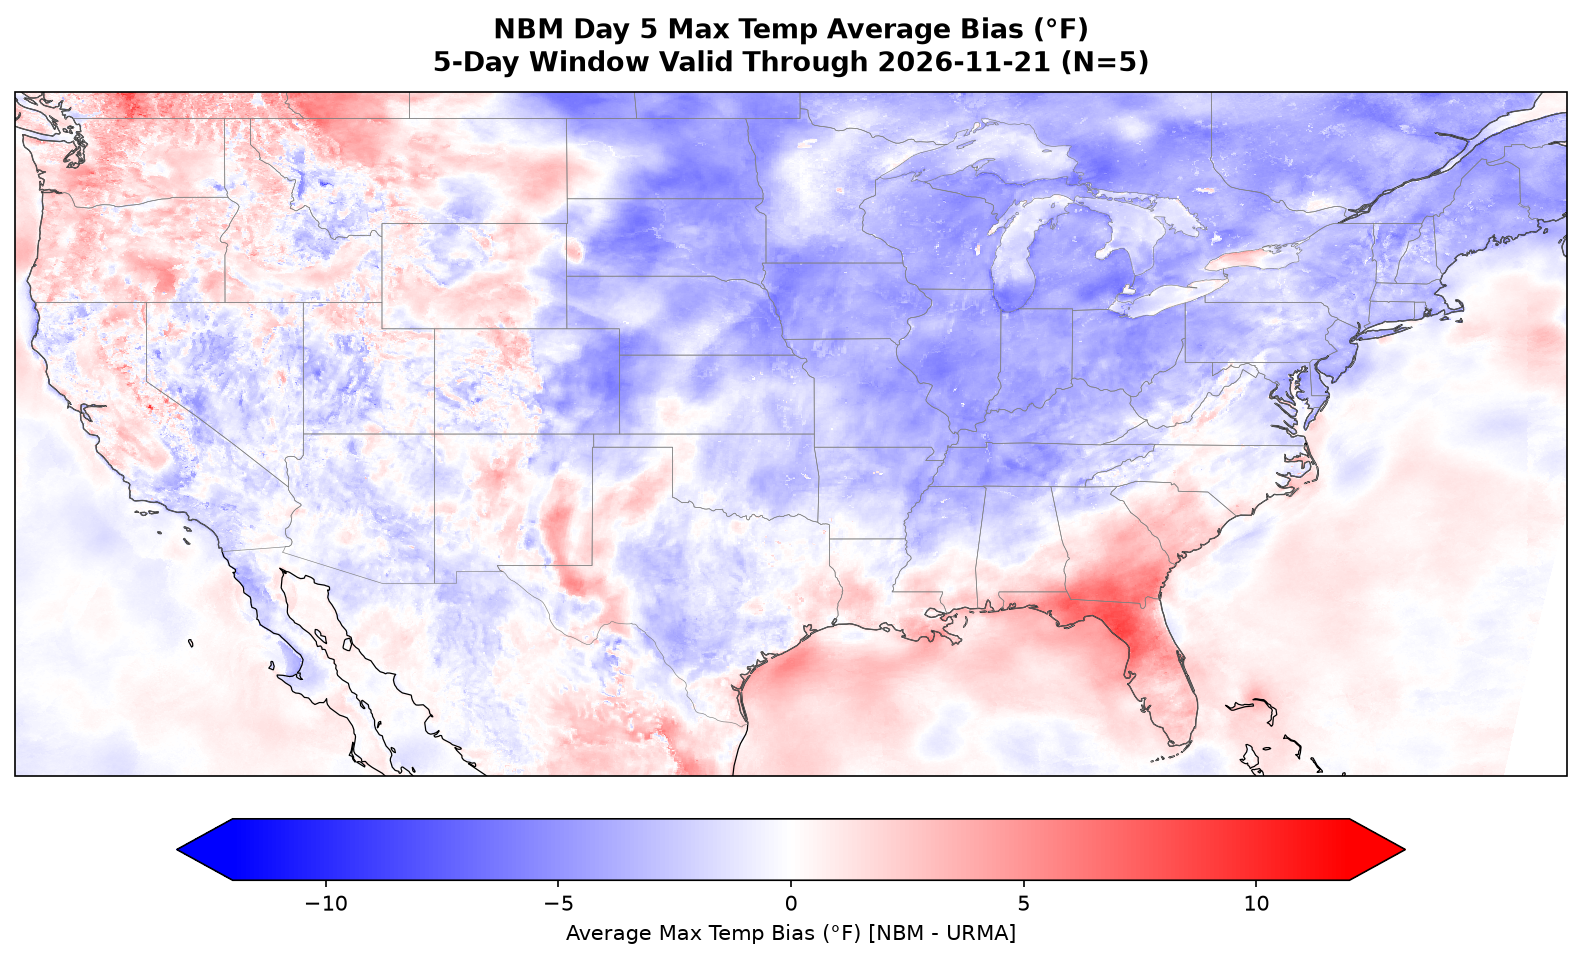 NBM Day 5 Max Temp Average Bias (°F)
5-Day Window Valid Through 2026-11-21 (N=5)
−10 −5 0 5 10
Average Max Temp Bias (°F) [NBM - URMA]